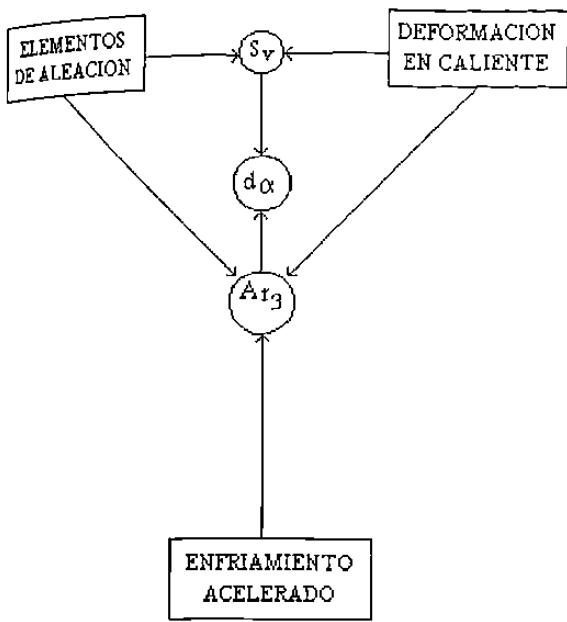 ELEMENTOS
DE ALEACION
Sv
DEFORMACION
EN CALIENTE
dα
Ar3
ENFRIAMIENTO
ACELERADO